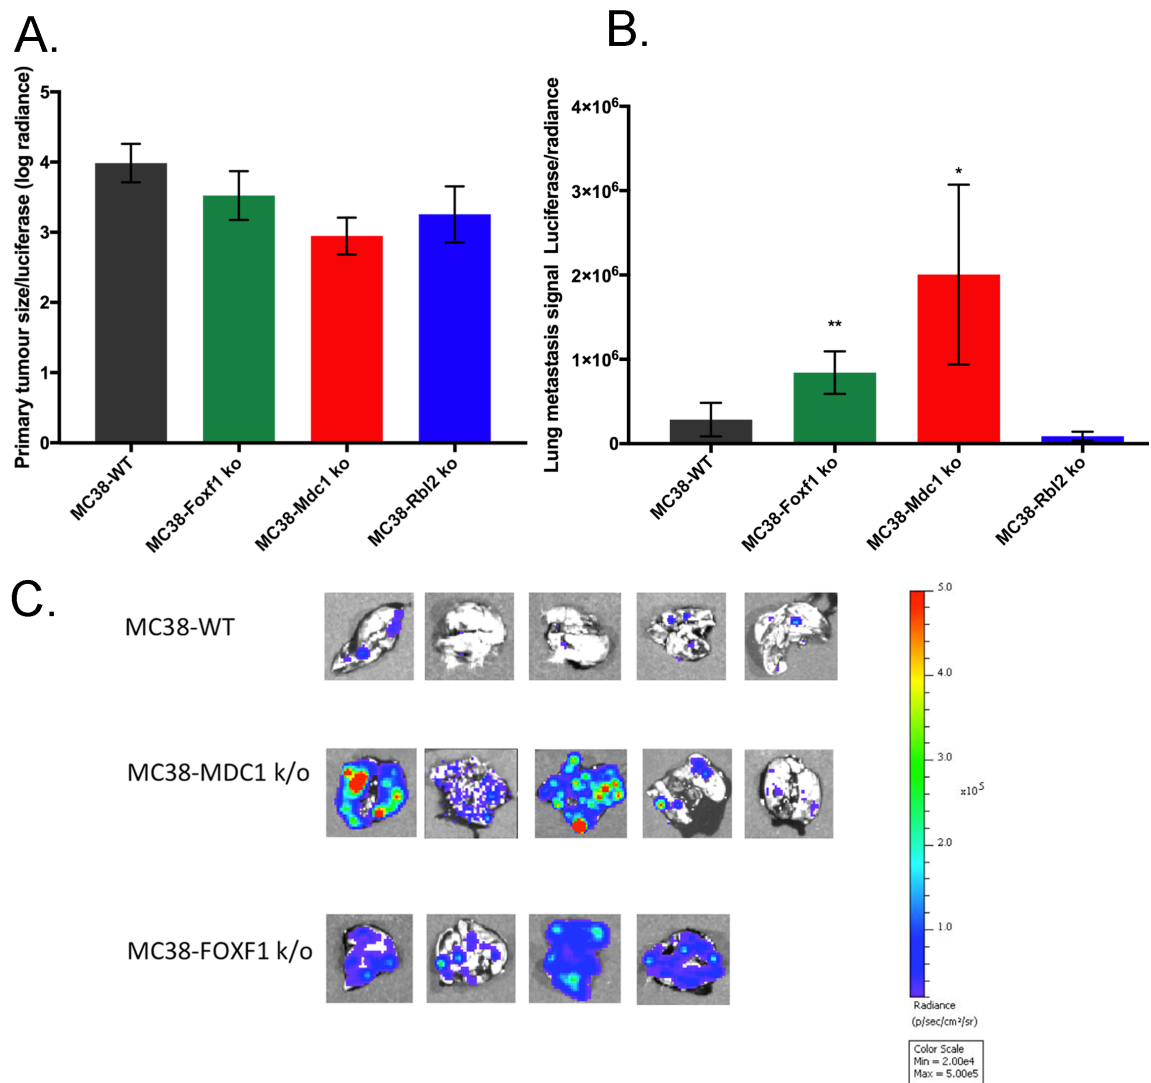 A.
Primary tumour size/luciferase (log radiance)
5
4
3
2
1
0
MC38-WT
MC38-Foxf1 ko
MC38-Mdc1 ko
MC38-Rbl2 ko
B.
Lung metastasis signal Luciferase/radiance
4×10⁶
3×10⁶
2×10⁶
1×10⁶
0
**
*
MC38-WT
MC38-Foxf1 ko
MC38-Mdc1 ko
MC38-Rbl2 ko
C.
MC38-WT
MC38-MDC1 k/o
MC38-FOXF1 k/o
5.0
4.0
3.0
x10⁵
2.0
1.0
Radiance
(p/sec/cm²/sr)
Color Scale
Min = 2.00e4
Max = 5.00e5